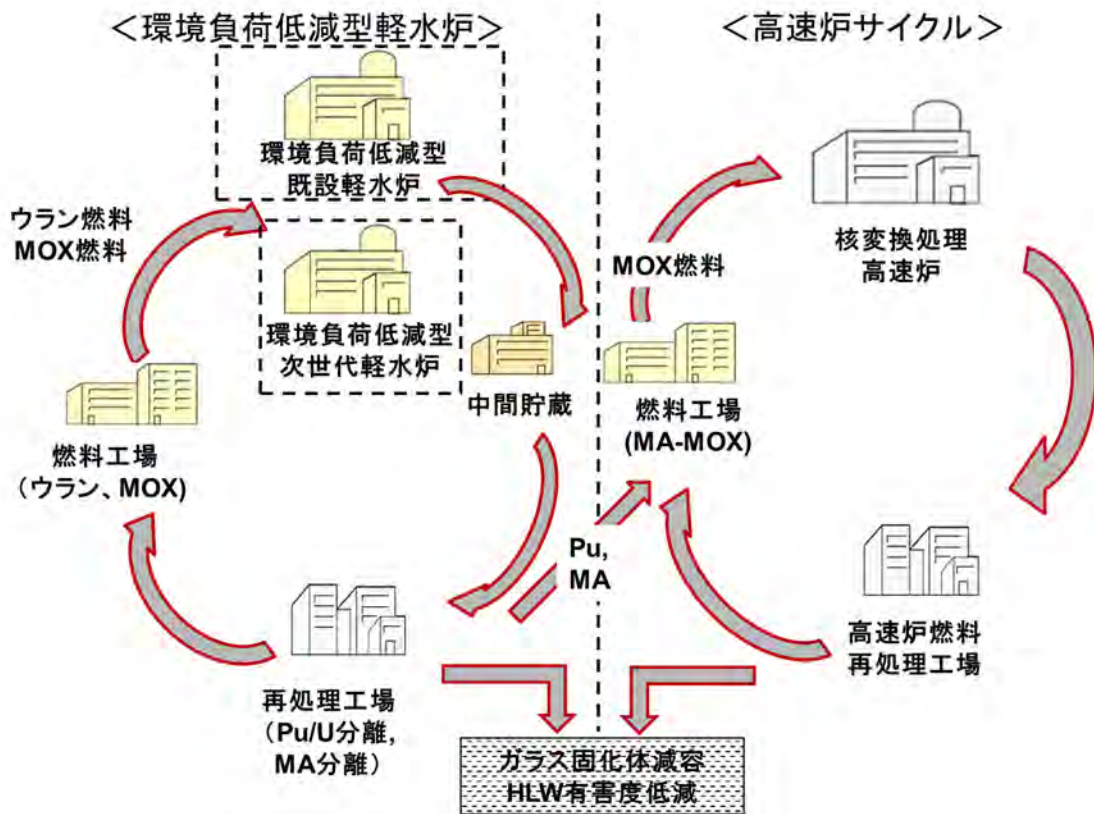 ＜環境負荷低減型軽水炉＞
＜高速炉サイクル＞
環境負荷低減型
既設軽水炉
ウラン燃料
MOX燃料
環境負荷低減型
次世代軽水炉
中間貯蔵
燃料工場
（ウラン、MOX)
再処理工場
（Pu/U分離,
MA分離）
Pu,
MA
MOX燃料
核変換処理
高速炉
燃料工場
(MA-MOX)
高速炉燃料
再処理工場
ガラス固化体減容
HLW有害度低減